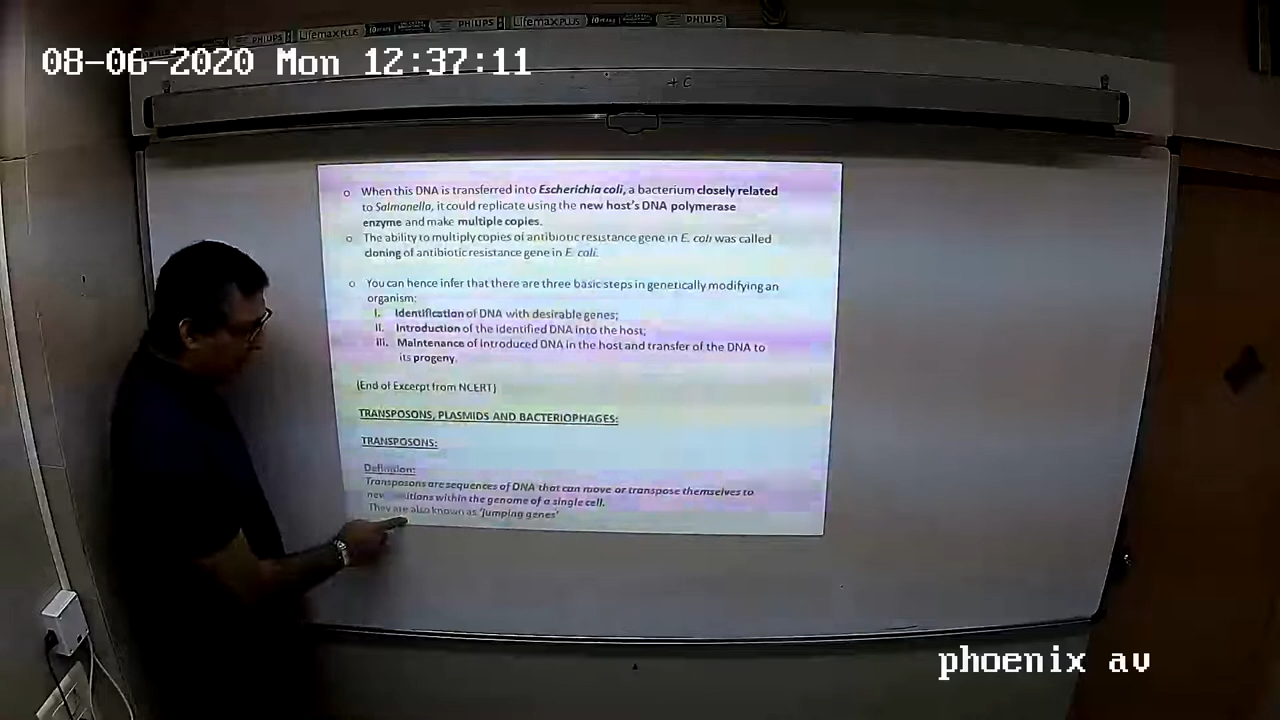 PHILIPS Lifemax PLUS PHILIPS Lifemax PLUS PHILIPS
08-06-2020 Mon 12:37:11
+ C
o When this DNA is transferred into Escherichia coli, a bacterium closely related
to Salmonella, it could replicate using the new host's DNA polymerase
enzyme and make multiple copies.
o The ability to multiply copies of antibiotic resistance gene in E. coli was called
cloning of antibiotic resistance gene in E. coli.
o You can hence infer that there are three basic steps in genetically modifying an
organism:
I. Identification of DNA with desirable genes;
II. Introduction of the identified DNA into the host;
III. Maintenance of introduced DNA in the host and transfer of the DNA to
its progeny.
(End of Excerpt from NCERT)
TRANSPOSONS, PLASMIDS AND BACTERIOPHAGES:
TRANSPOSONS:
Definition:
Transposons are sequences of DNA that can move or transpose themselves to
within the genome of a single cell.
They are also known as 'jumping genes'
phoenix av